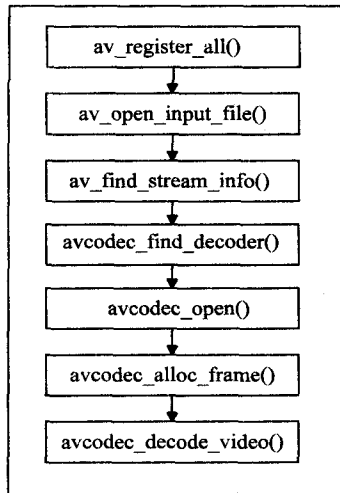 av_register_all()
av_open_input_file()
av_find_stream_info()
avcodec_find_decoder()
avcodec_open()
avcodec_alloc_frame()
avcodec_decode_video()